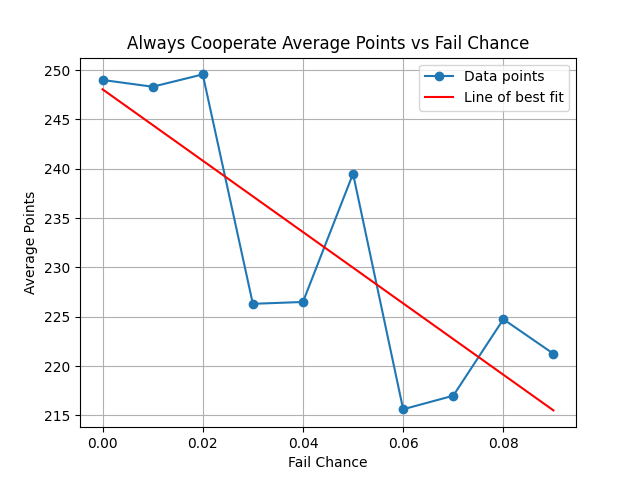 Always Cooperate Average Points vs Fail Chance
Data points
Line of best fit
250
245
240
235
230
225
220
215
Average Points
0.00
0.02
0.04
0.06
0.08
Fail Chance